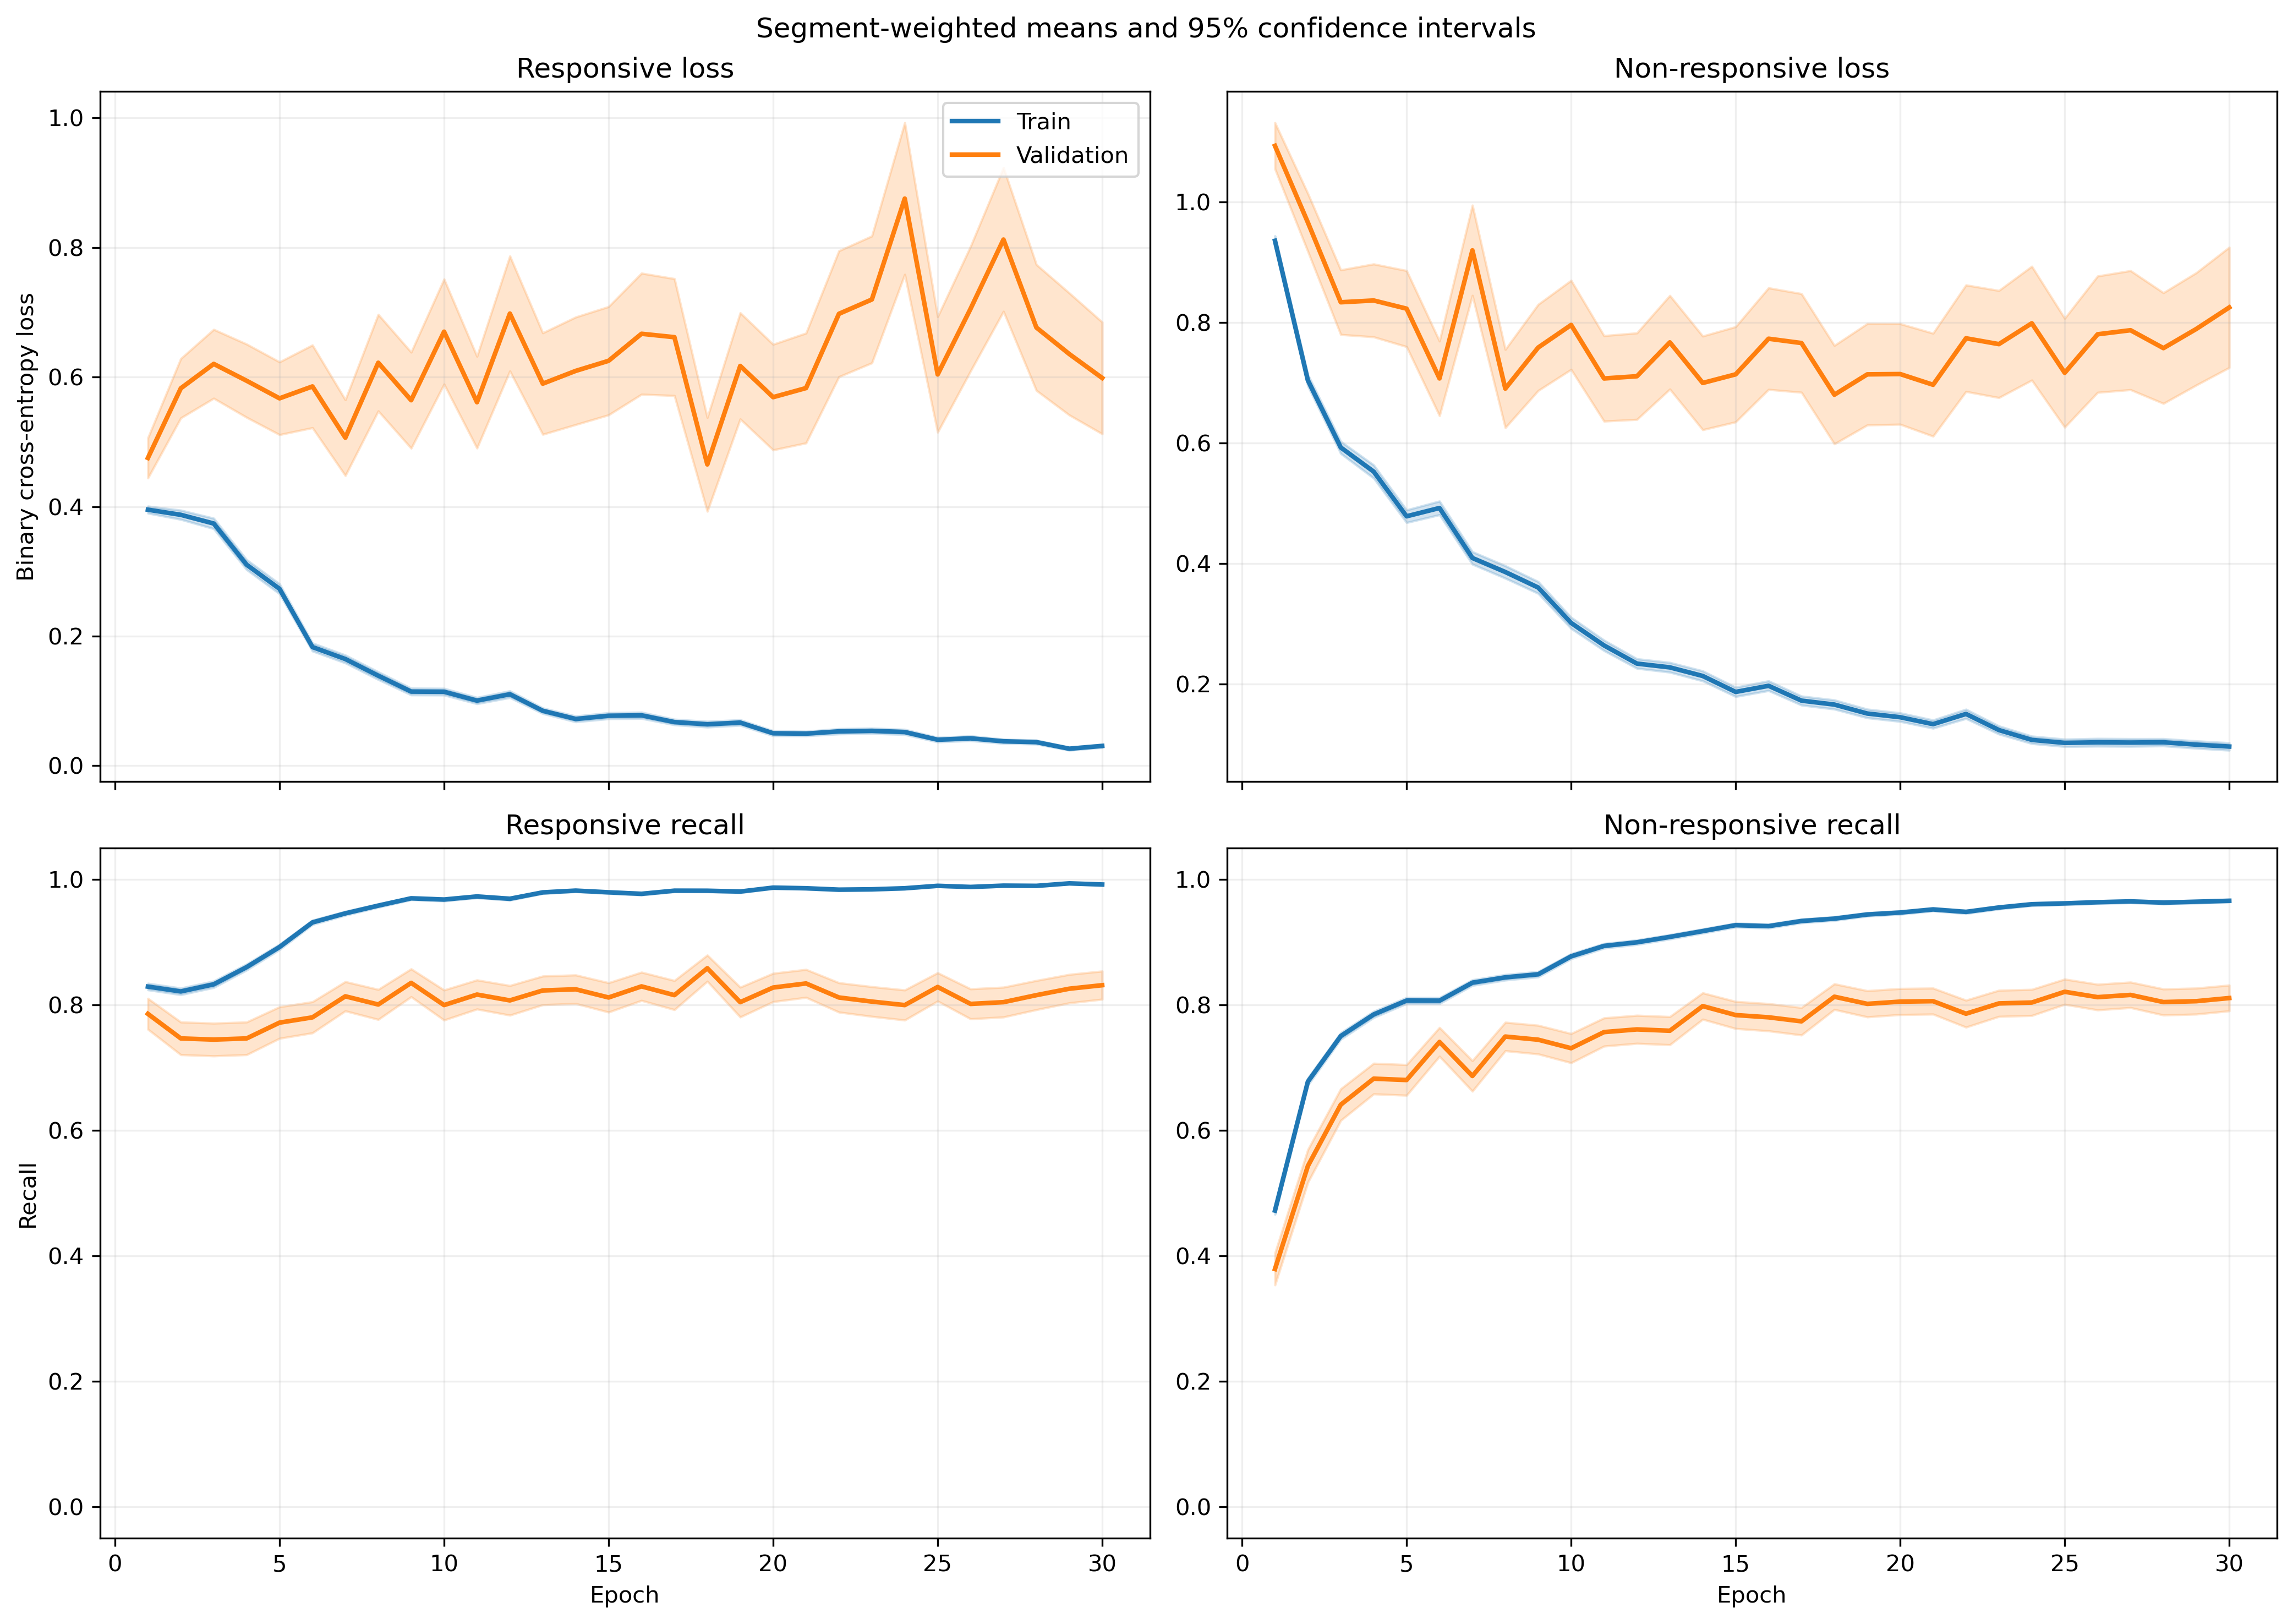 Segment-weighted means and 95% confidence intervals
Responsive loss
Non-responsive loss
Binary cross-entropy loss
1.0
0.8
0.6
0.4
0.2
0.0
Train
Validation
1.0
0.8
0.6
0.4
0.2
Responsive recall
Non-responsive recall
Recall
1.0
0.8
0.6
0.4
0.2
0.0
0 5 10 15 20 25 30
Epoch
1.0
0.8
0.6
0.4
0.2
0.0
0 5 10 15 20 25 30
Epoch